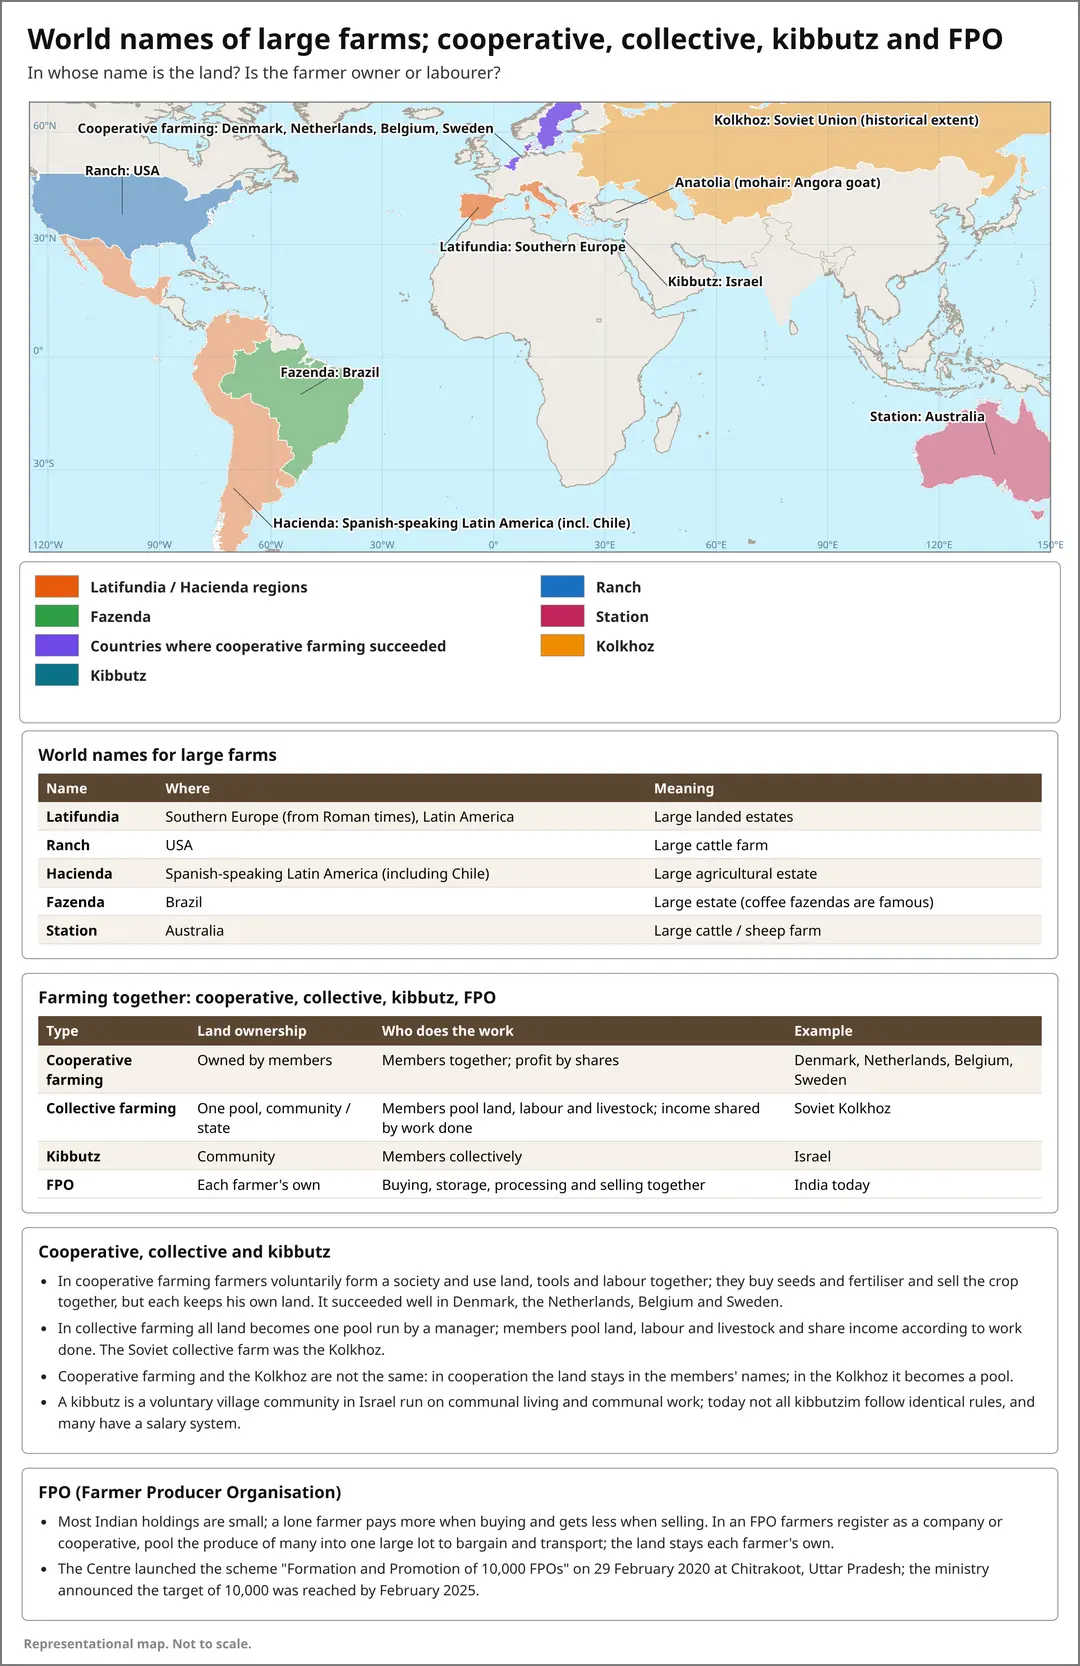 World names of large farms; cooperative, collective, kibbutz and FPO
In whose name is the land? Is the farmer owner or labourer?
60°N
Cooperative farming: Denmark, Netherlands, Belgium, Sweden
Kolkhoz: Soviet Union (historical extent)
Ranch: USA
Anatolia (mohair: Angora goat)
30°N
Latifundia: Southern Europe
Kibbutz: Israel
0°
Fazenda: Brazil
Station: Australia
30°S
Hacienda: Spanish-speaking Latin America (incl. Chile)
120°W 90°W 60°W 30°W 0° 30°E 60°E 90°E 120°E 150°E
Latifundia / Hacienda regions
Fazenda
Countries where cooperative farming succeeded
Kibbutz
Ranch
Station
Kolkhoz
World names for large farms
Name Where Meaning
Latifundia Southern Europe (from Roman times), Latin America Large landed estates
Ranch USA Large cattle farm
Hacienda Spanish-speaking Latin America (including Chile) Large agricultural estate
Fazenda Brazil Large estate (coffee fazendas are famous)
Station Australia Large cattle / sheep farm
Farming together: cooperative, collective, kibbutz, FPO
Type Land ownership Who does the work Example
Cooperative farming Owned by members Members together; profit by shares Denmark, Netherlands, Belgium, Sweden
Collective farming One pool, community / state Members pool land, labour and livestock; income shared by work done Soviet Kolkhoz
Kibbutz Community Members collectively Israel
FPO Each farmer's own Buying, storage, processing and selling together India today
Cooperative, collective and kibbutz
• In cooperative farming farmers voluntarily form a society and use land, tools and labour together; they buy seeds and fertiliser and sell the crop
together, but each keeps his own land. It succeeded well in Denmark, the Netherlands, Belgium and Sweden.
• In collective farming all land becomes one pool run by a manager; members pool land, labour and livestock and share income according to work
done. The Soviet collective farm was the Kolkhoz.
• Cooperative farming and the Kolkhoz are not the same: in cooperation the land stays in the members' names; in the Kolkhoz it becomes a pool.
• A kibbutz is a voluntary village community in Israel run on communal living and communal work; today not all kibbutzim follow identical rules, and
many have a salary system.
FPO (Farmer Producer Organisation)
• Most Indian holdings are small; a lone farmer pays more when buying and gets less when selling. In an FPO farmers register as a company or
cooperative, pool the produce of many into one large lot to bargain and transport; the land stays each farmer's own.
• The Centre launched the scheme "Formation and Promotion of 10,000 FPOs" on 29 February 2020 at Chitrakoot, Uttar Pradesh; the ministry
announced the target of 10,000 was reached by February 2025.
Representational map. Not to scale.